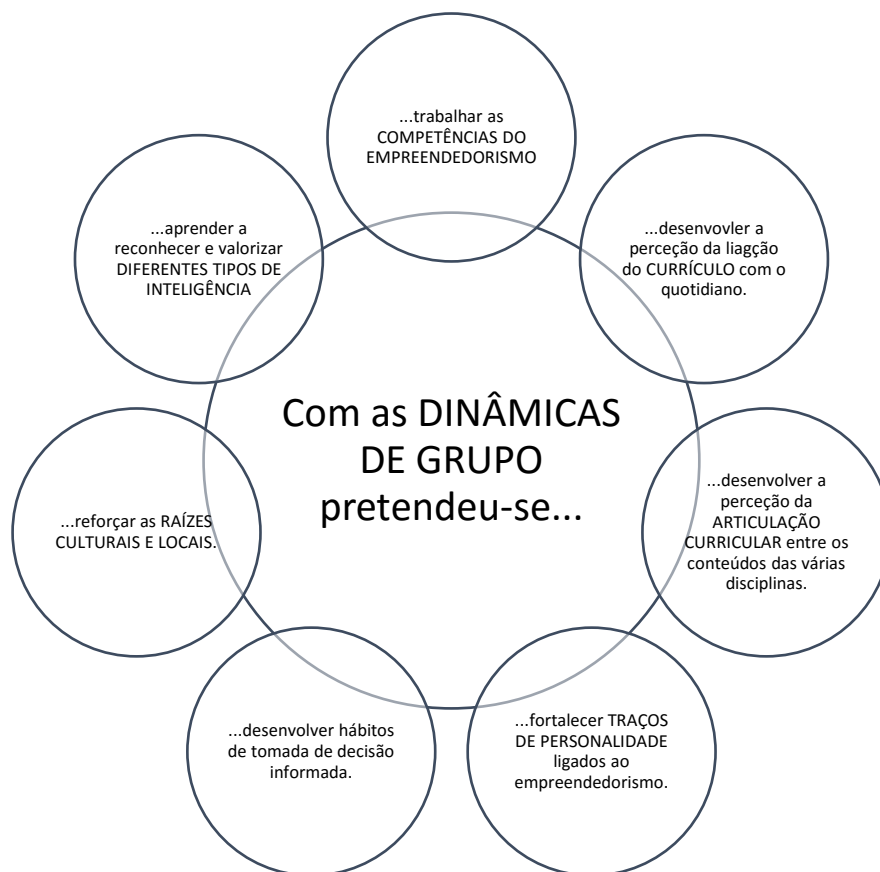 ...trabalhar as
COMPETÊNCIAS DO
EMPREENDEDORISMO
...desenvovler a
perceção da liagção
do CURRÍCULO com o
quotidiano.
...desenvolver a
perceção da
ARTICULAÇÃO
CURRICULAR entre os
conteúdos das várias
disciplinas.
...fortalecer TRAÇOS
DE PERSONALIDADE
ligados ao
empreendedorismo.
...desenvolver hábitos
de tomada de decisão
informada.
...reforçar as RAÍZES
CULTURAIS E LOCAIS.
...aprender a
reconhecer e valorizar
DIFERENTES TIPOS DE
INTELIGÊNCIA
Com as DINÂMICAS
DE GRUPO
pretendeu-se...